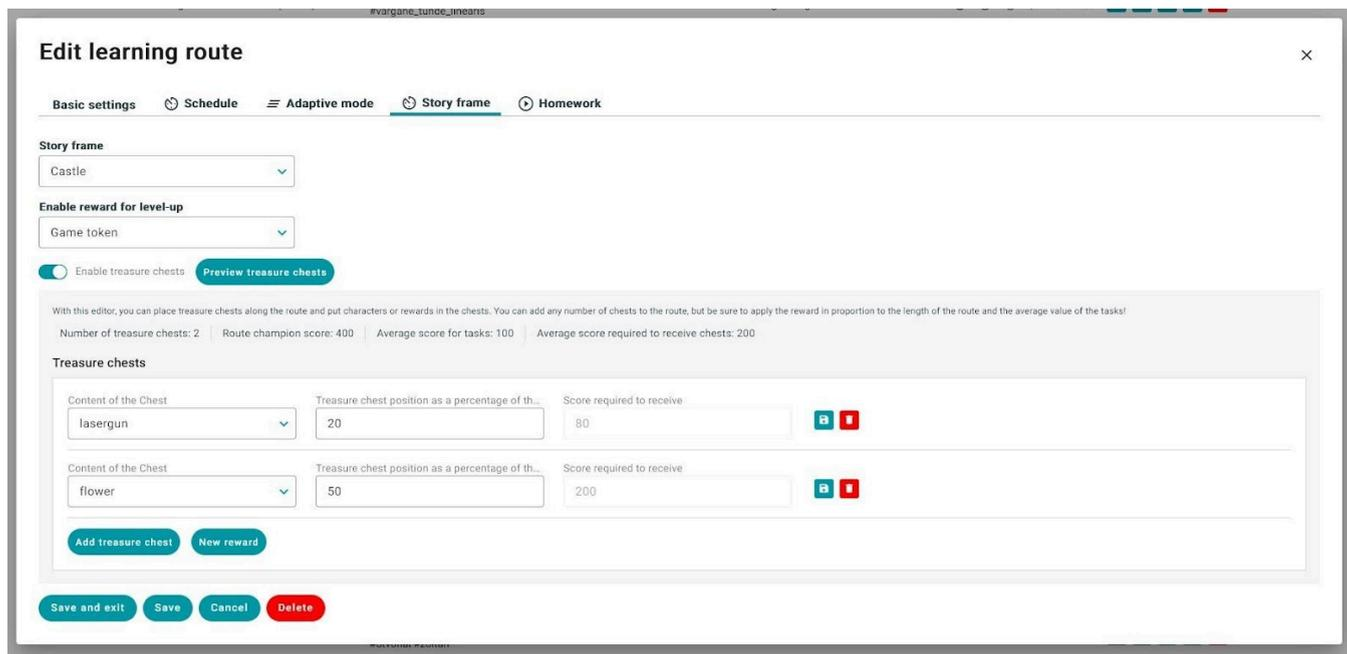 #vargane_tunde_linearis
Edit learning route
Basic settings Schedule Adaptive mode Story frame Homework
Story frame
Castle
Enable reward for level-up
Game token
Enable treasure chests Preview treasure chests
With this editor, you can place treasure chests along the route and put characters or rewards in the chests. You can add any number of chests to the route, but be sure to apply the reward in proportion to the length of the route and the average value of the tasks!
Number of treasure chests: 2 Route champion score: 400 Average score for tasks: 100 Average score required to receive chests: 200
Treasure chests
Content of the Chest Treasure chest position as a percentage of th... Score required to receive
lasergun 20 80
Content of the Chest Treasure chest position as a percentage of th... Score required to receive
flower 50 200
Add treasure chest New reward
Save and exit Save Cancel Delete